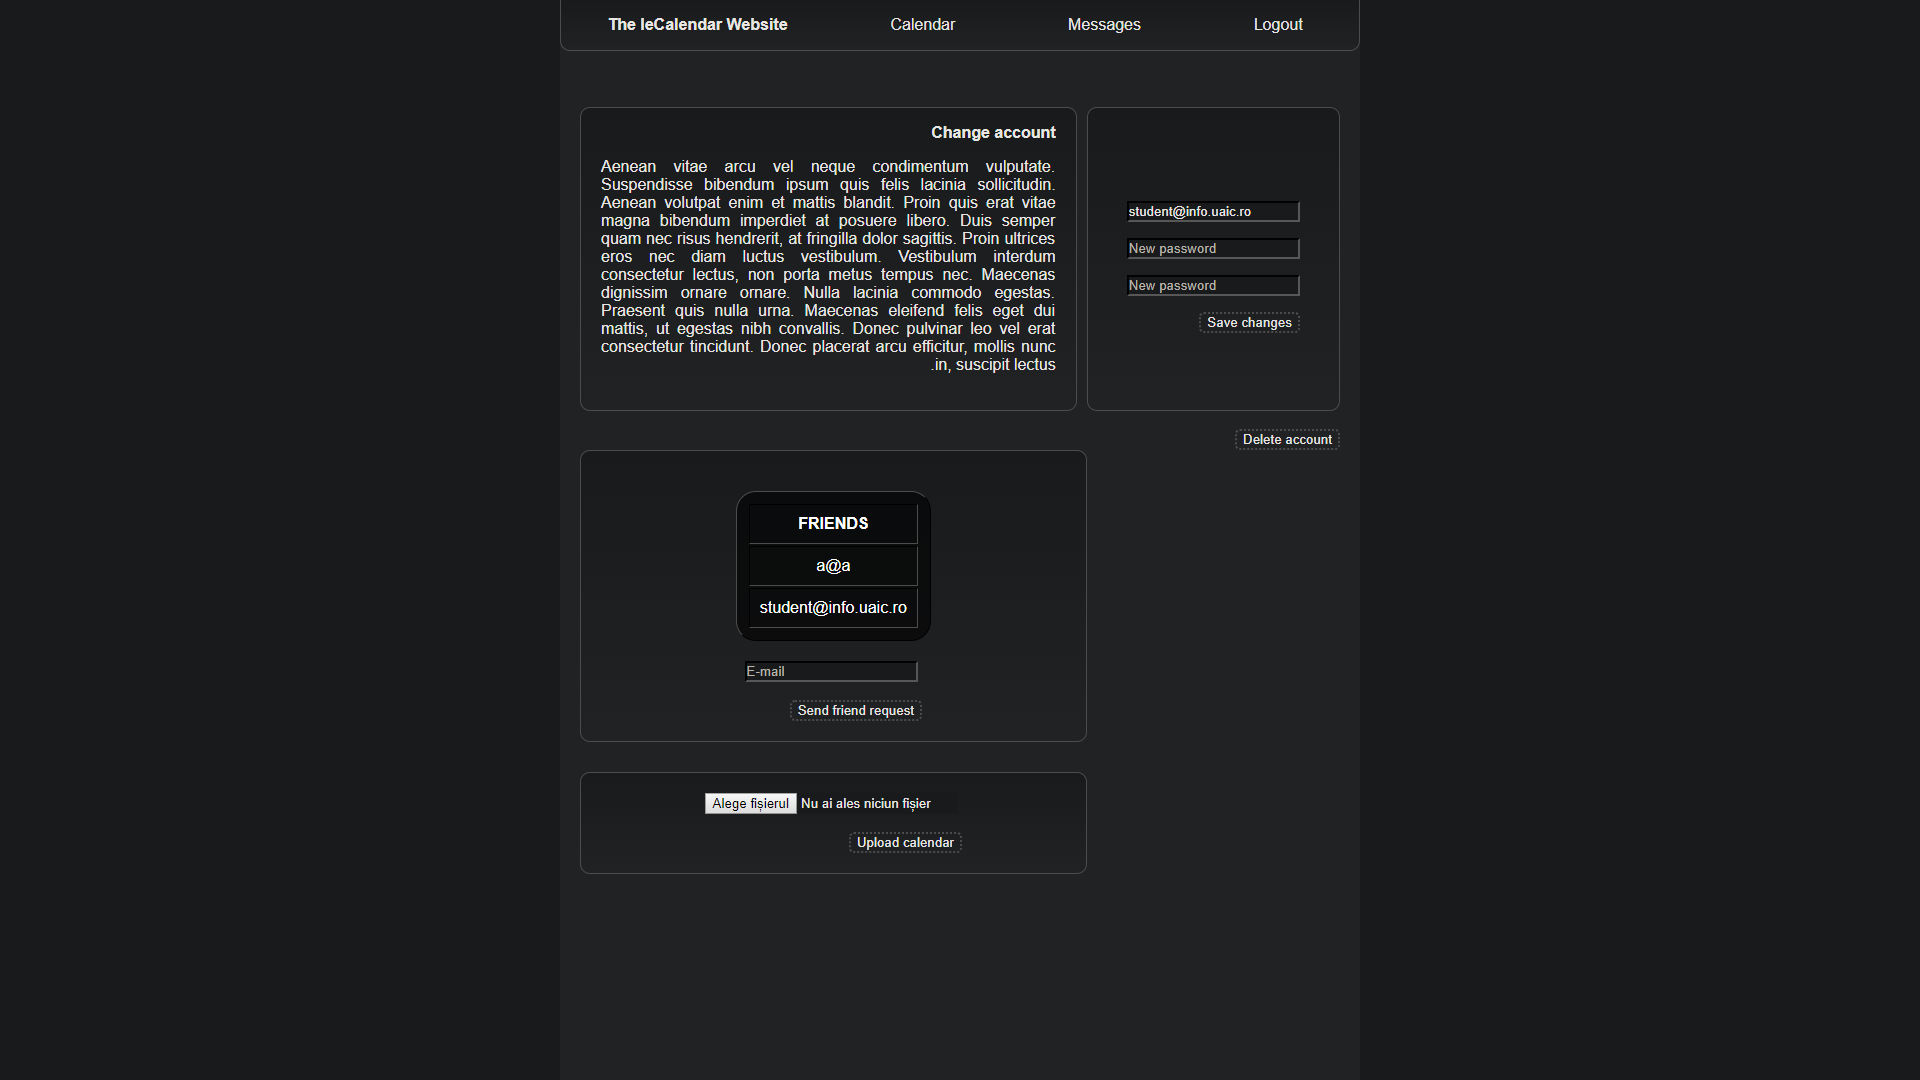 The IeCalendar Website Calendar Messages Logout
Change account
Aenean vitae arcu vel neque condimentum vulputate.
Suspendisse bibendum ipsum quis felis lacinia sollicitudin.
Aenean volutpat enim et mattis blandit. Proin quis erat vitae
magna bibendum imperdiet at posuere libero. Duis semper
quam nec risus hendrerit, at fringilla dolor sagittis. Proin ultrices
eros nec diam luctus vestibulum. Vestibulum interdum
consectetur lectus, non porta metus tempus nec. Maecenas
dignissim ornare ornare. Nulla lacinia commodo egestas.
Praesent quis nulla urna. Maecenas eleifend felis eget dui
mattis, ut egestas nibh convallis. Donec pulvinar leo vel erat
consectetur tincidunt. Donec placerat arcu efficitur, mollis nunc
.in, suscipit lectus
student@info.uaic.ro
New password
New password
Save changes
Delete account
FRIENDS
a@a
student@info.uaic.ro
E-mail
Send friend request
Alege fișierul Nu ai ales niciun fișier
Upload calendar